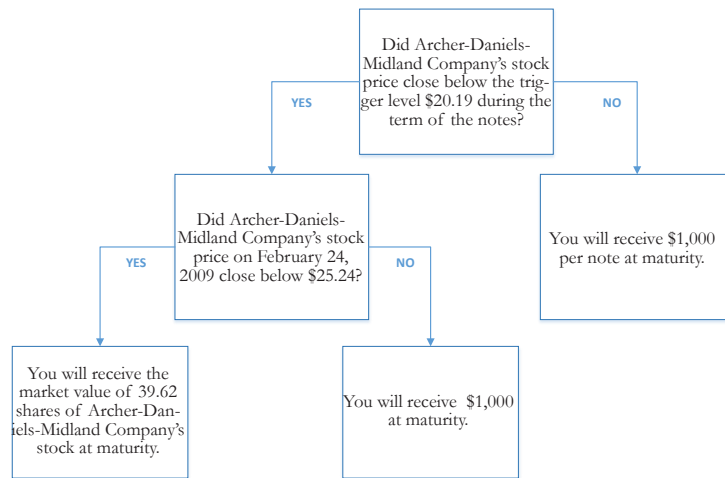 Did Archer-Daniels-
Midland Company's stock
price close below the trig-
ger level $20.19 during the
term of the notes?
YES
NO
Did Archer-Daniels-
Midland Company's stock
price on February 24,
2009 close below $25.24?
You will receive $1,000
per note at maturity.
YES
NO
You will receive the
market value of 39.62
shares of Archer-Dan-
iels-Midland Company's
stock at maturity.
You will receive $1,000
at maturity.